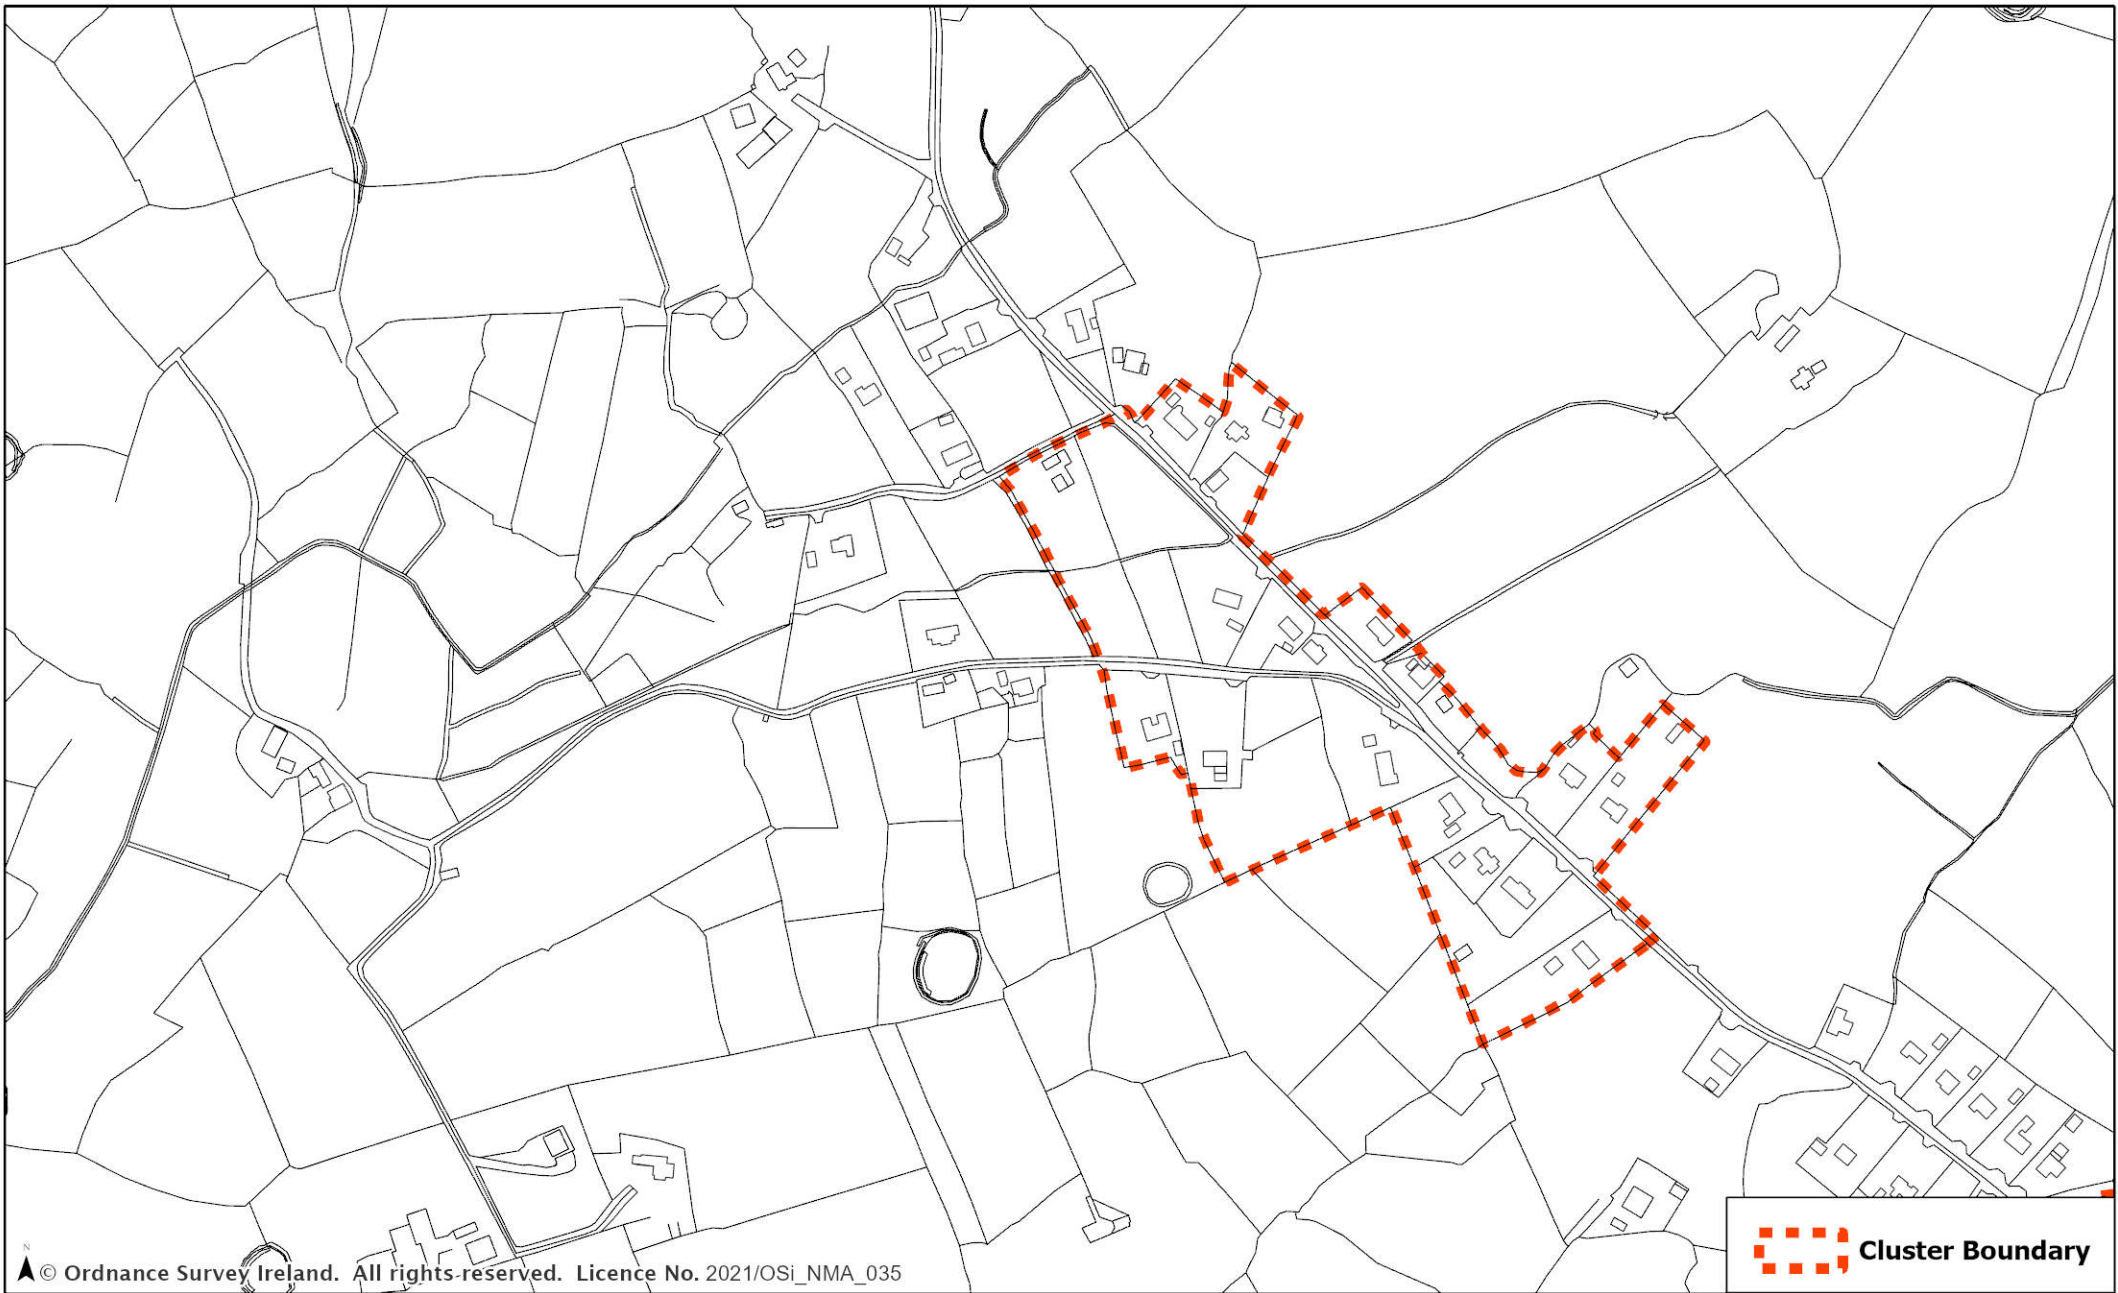 N
© Ordnance Survey Ireland. All rights reserved. Licence No. 2021/OSi_NMA_035
Cluster Boundary